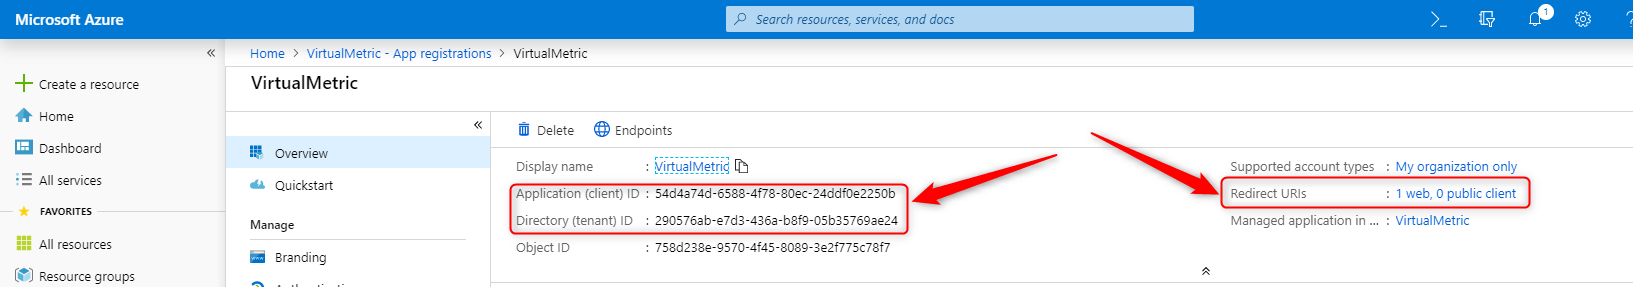 Microsoft Azure
Search resources, services, and docs
1
Home > VirtualMetric - App registrations > VirtualMetric
VirtualMetric
Create a resource
Home
Dashboard
All services
FAVORITES
All resources
Resource groups
Overview
Quickstart
Manage
Branding
Delete
Endpoints
Display name : VirtualMetric
Application (client) ID : 54d4a74d-6588-4f78-80ec-24ddf0e2250b
Directory (tenant) ID : 290576ab-e7d3-436a-b8f9-05b35769ae24
Object ID : 758d238e-9570-4f45-8089-3e2f775c78f7
Supported account types : My organization only
Redirect URIs : 1 web, 0 public client
Managed application in ... : VirtualMetric